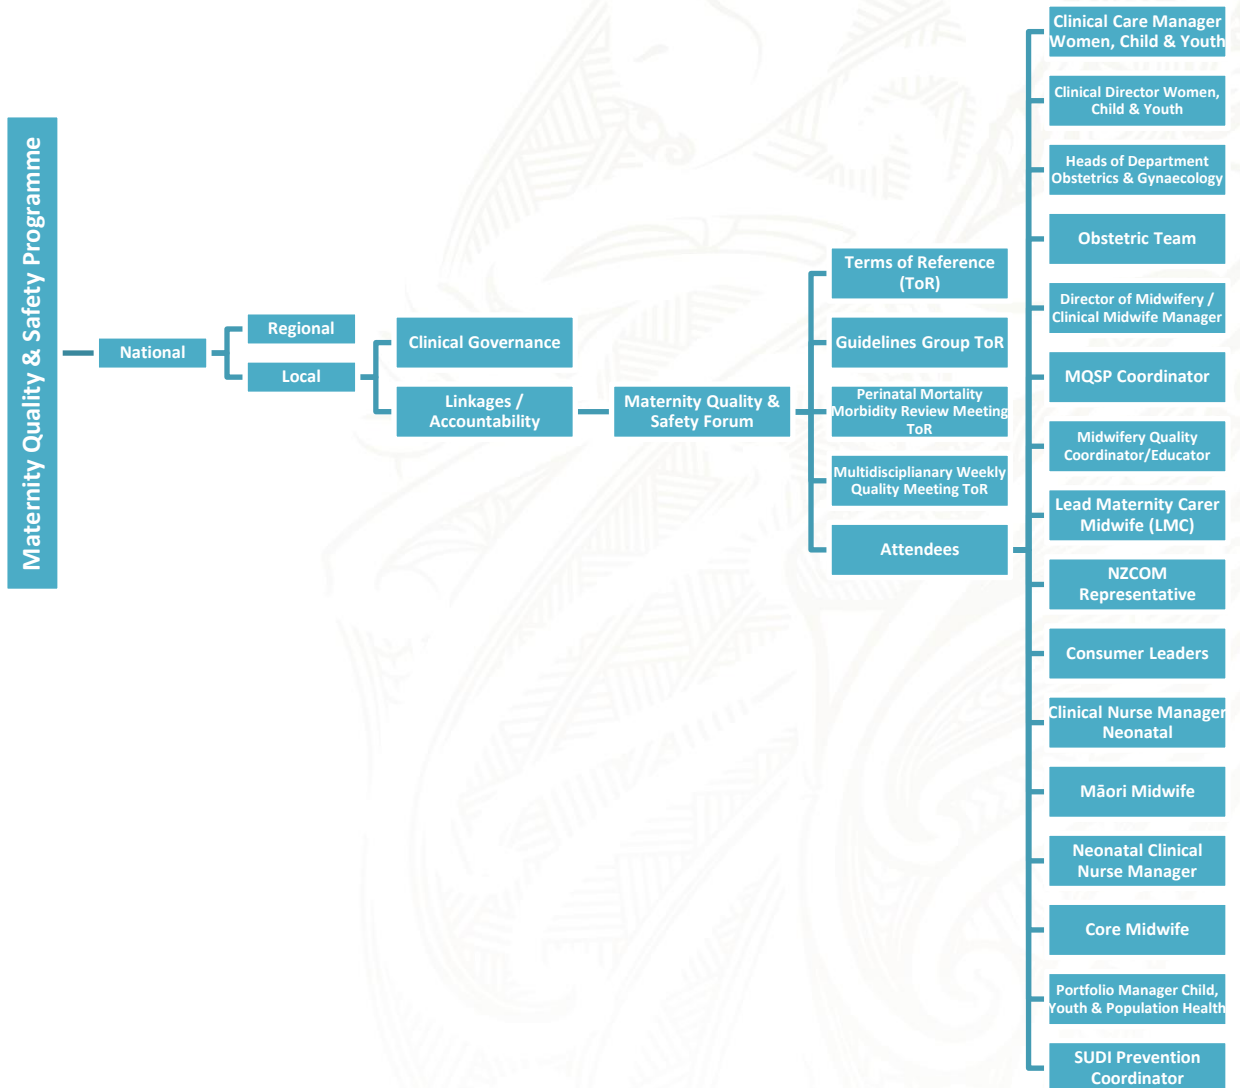 Maternity Quality & Safety Programme
National
Regional
Local
Clinical Governance
Linkages /
Accountability
Maternity Quality &
Safety Forum
Terms of Reference
(ToR)
Guidelines Group ToR
Perinatal Mortality
Morbidity Review Meeting
ToR
Multidisciplianary Weekly
Quality Meeting ToR
Attendees
Clinical Care Manager
Women, Child & Youth
Clinical Director Women,
Child & Youth
Heads of Department
Obstetrics & Gynaecology
Obstetric Team
Director of Midwifery /
Clinical Midwife Manager
MQSP Coordinator
Midwifery Quality
Coordinator/Educator
Lead Maternity Carer
Midwife (LMC)
NZCOM
Representative
Consumer Leaders
Clinical Nurse Manager
Neonatal
Māori Midwife
Neonatal Clinical
Nurse Manager
Core Midwife
Portfolio Manager Child,
Youth & Population Health
SUDI Prevention
Coordinator